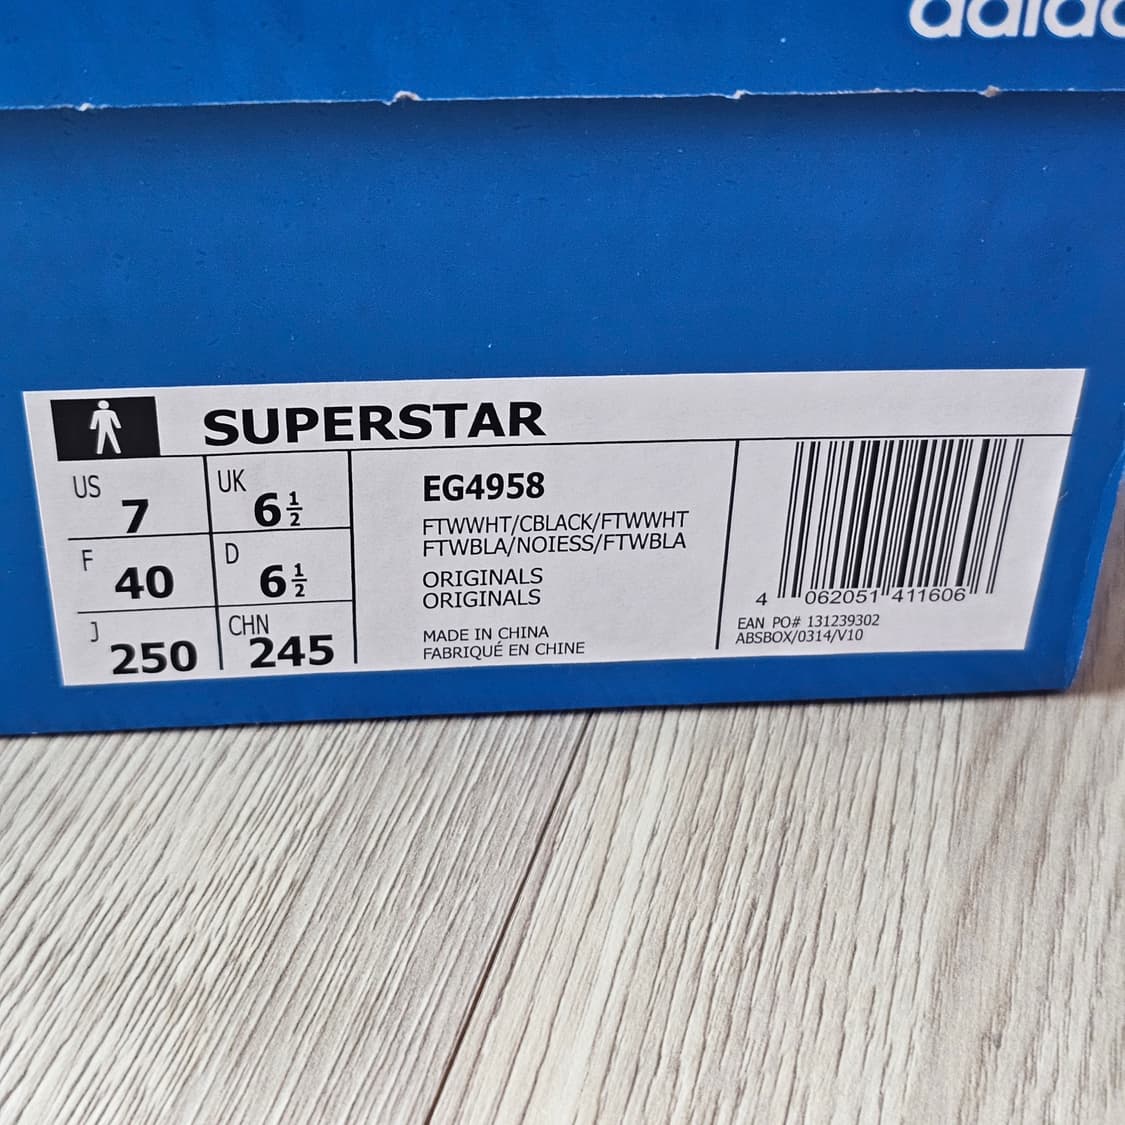 adidas
SUPERSTAR
US 7 UK 6½
F 40 D 6½
J 250 CHN 245
EG4958
FTWWHT/CBLACK/FTWWHT
FTWBLA/NOIESS/FTWBLA
ORIGINALS
ORIGINALS
MADE IN CHINA
FABRIQUÉ EN CHINE
4 062051 411606
EAN PO# 131239302
ABSBOX/0314/V10